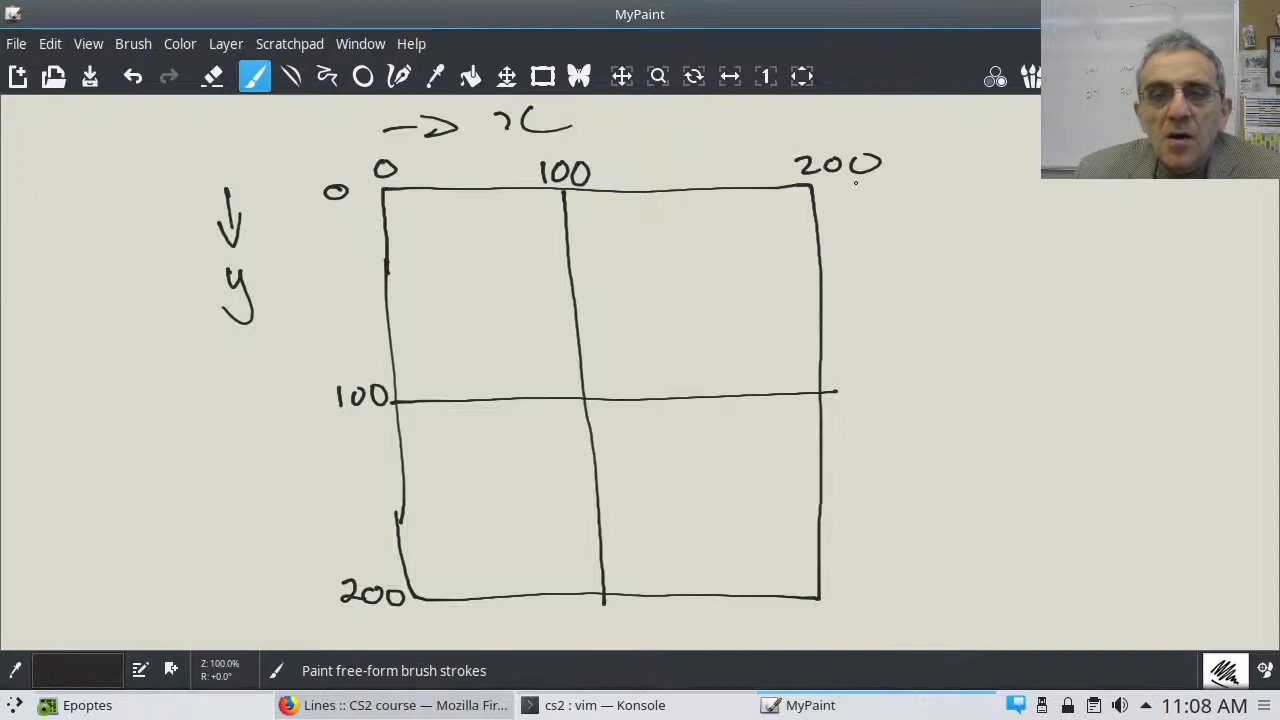 MyPaint
File Edit View Brush Color Layer Scratchpad Window Help
→ x
0 100 200
0
↓
y
100
200
Z: 100.0%
R: +0.0°
Paint free-form brush strokes
Epoptes
Lines :: CS2 course — Mozilla Fir...
cs2 : vim — Konsole
MyPaint
11:08 AM